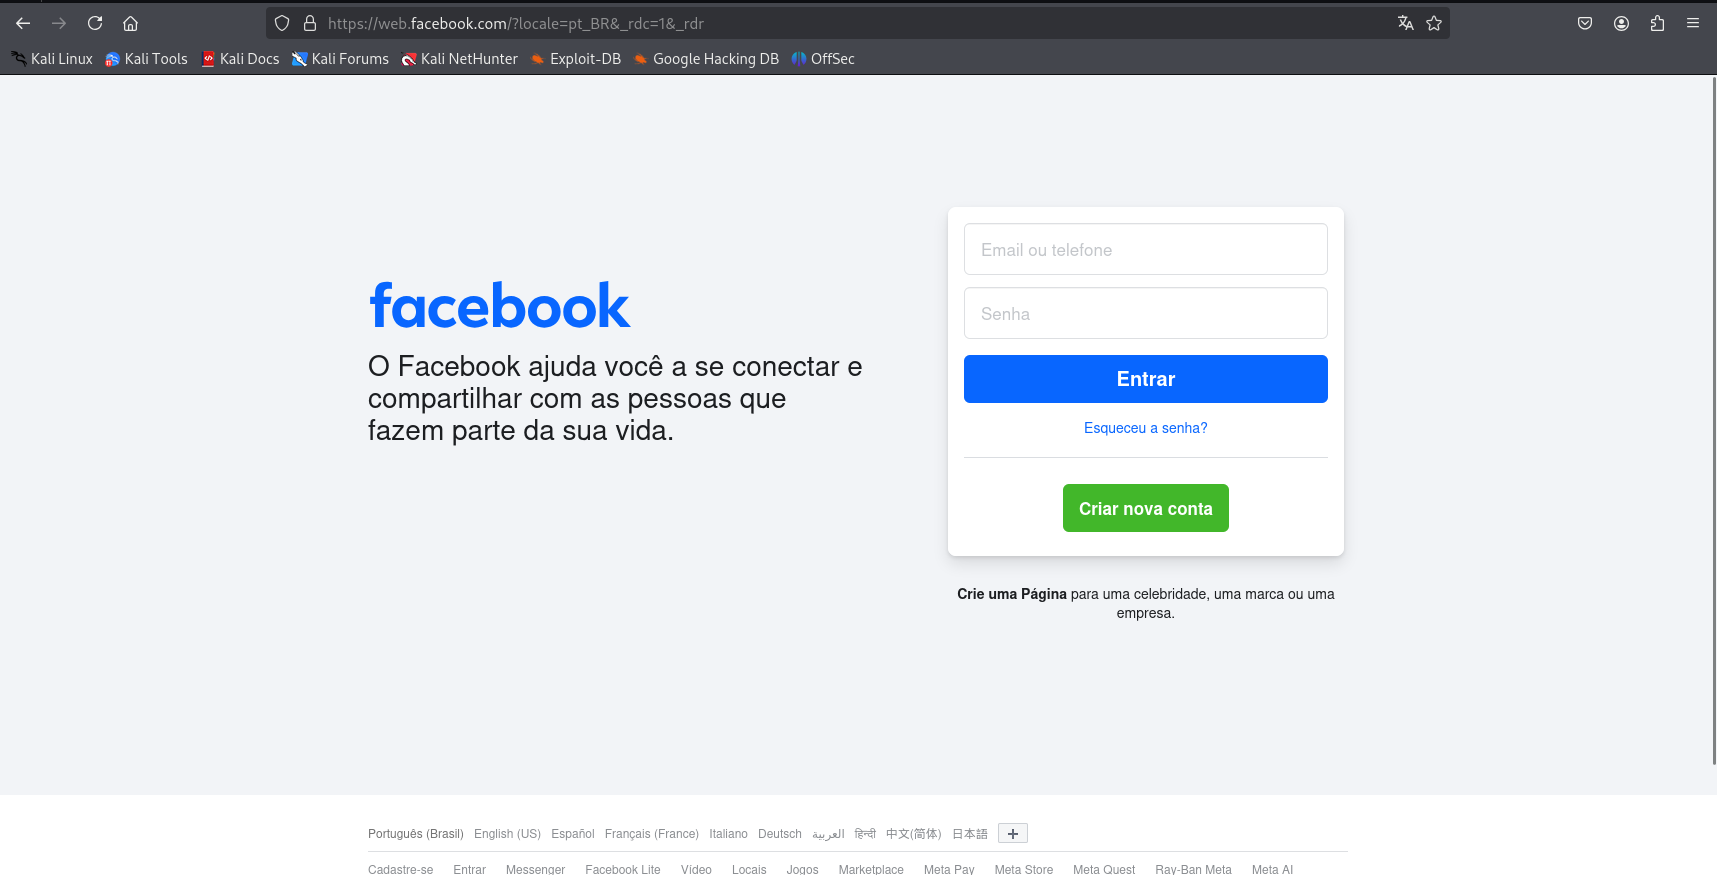 https://web.facebook.com/?locale=pt_BR&_rdc=1&_rdr
Kali Linux Kali Tools Kali Docs Kali Forums Kali NetHunter Exploit-DB Google Hacking DB OffSec
facebook
O Facebook ajuda você a se conectar e
compartilhar com as pessoas que
fazem parte da sua vida.
Email ou telefone
Senha
Entrar
Esqueceu a senha?
Criar nova conta
Crie uma Página para uma celebridade, uma marca ou uma
empresa.
Português (Brasil) English (US) Español Français (France) Italiano Deutsch العربية हिन्दी 中文(简体) 日本語
Cadastre-se Entrar Messenger Facebook Lite Vídeo Locais Jogos Marketplace Meta Pay Meta Store Meta Quest Ray-Ban Meta Meta AI